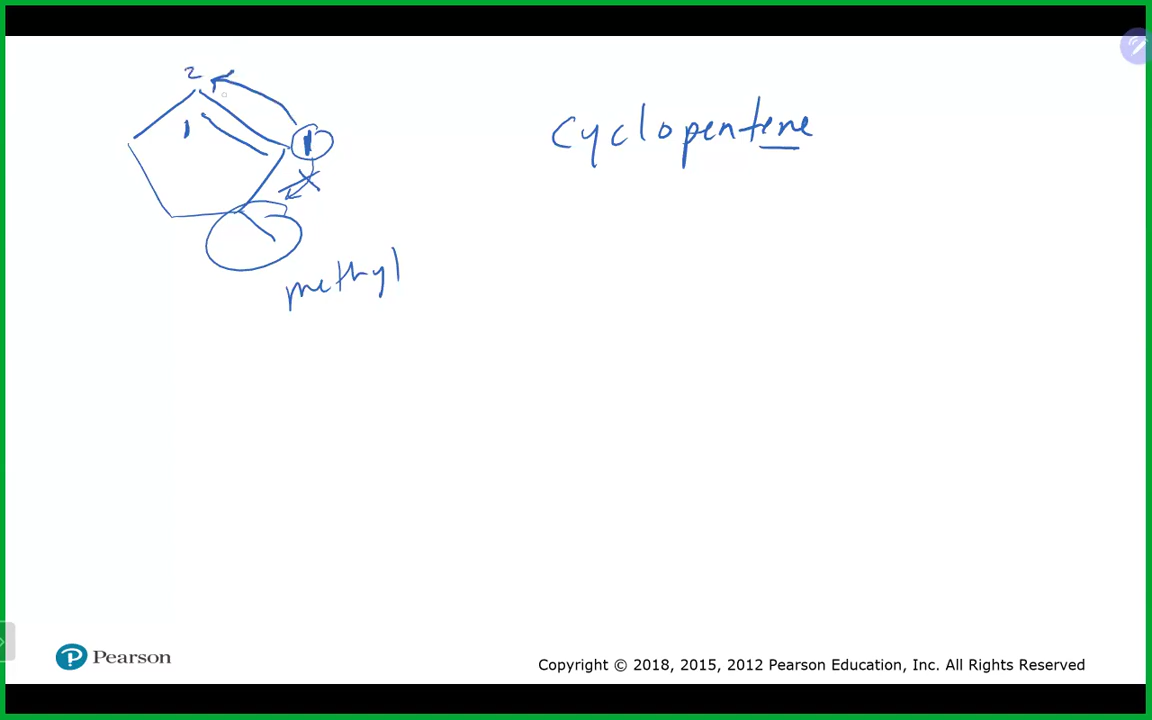 2
1
1
cyclopentene
methyl
Pearson
Copyright © 2018, 2015, 2012 Pearson Education, Inc. All Rights Reserved